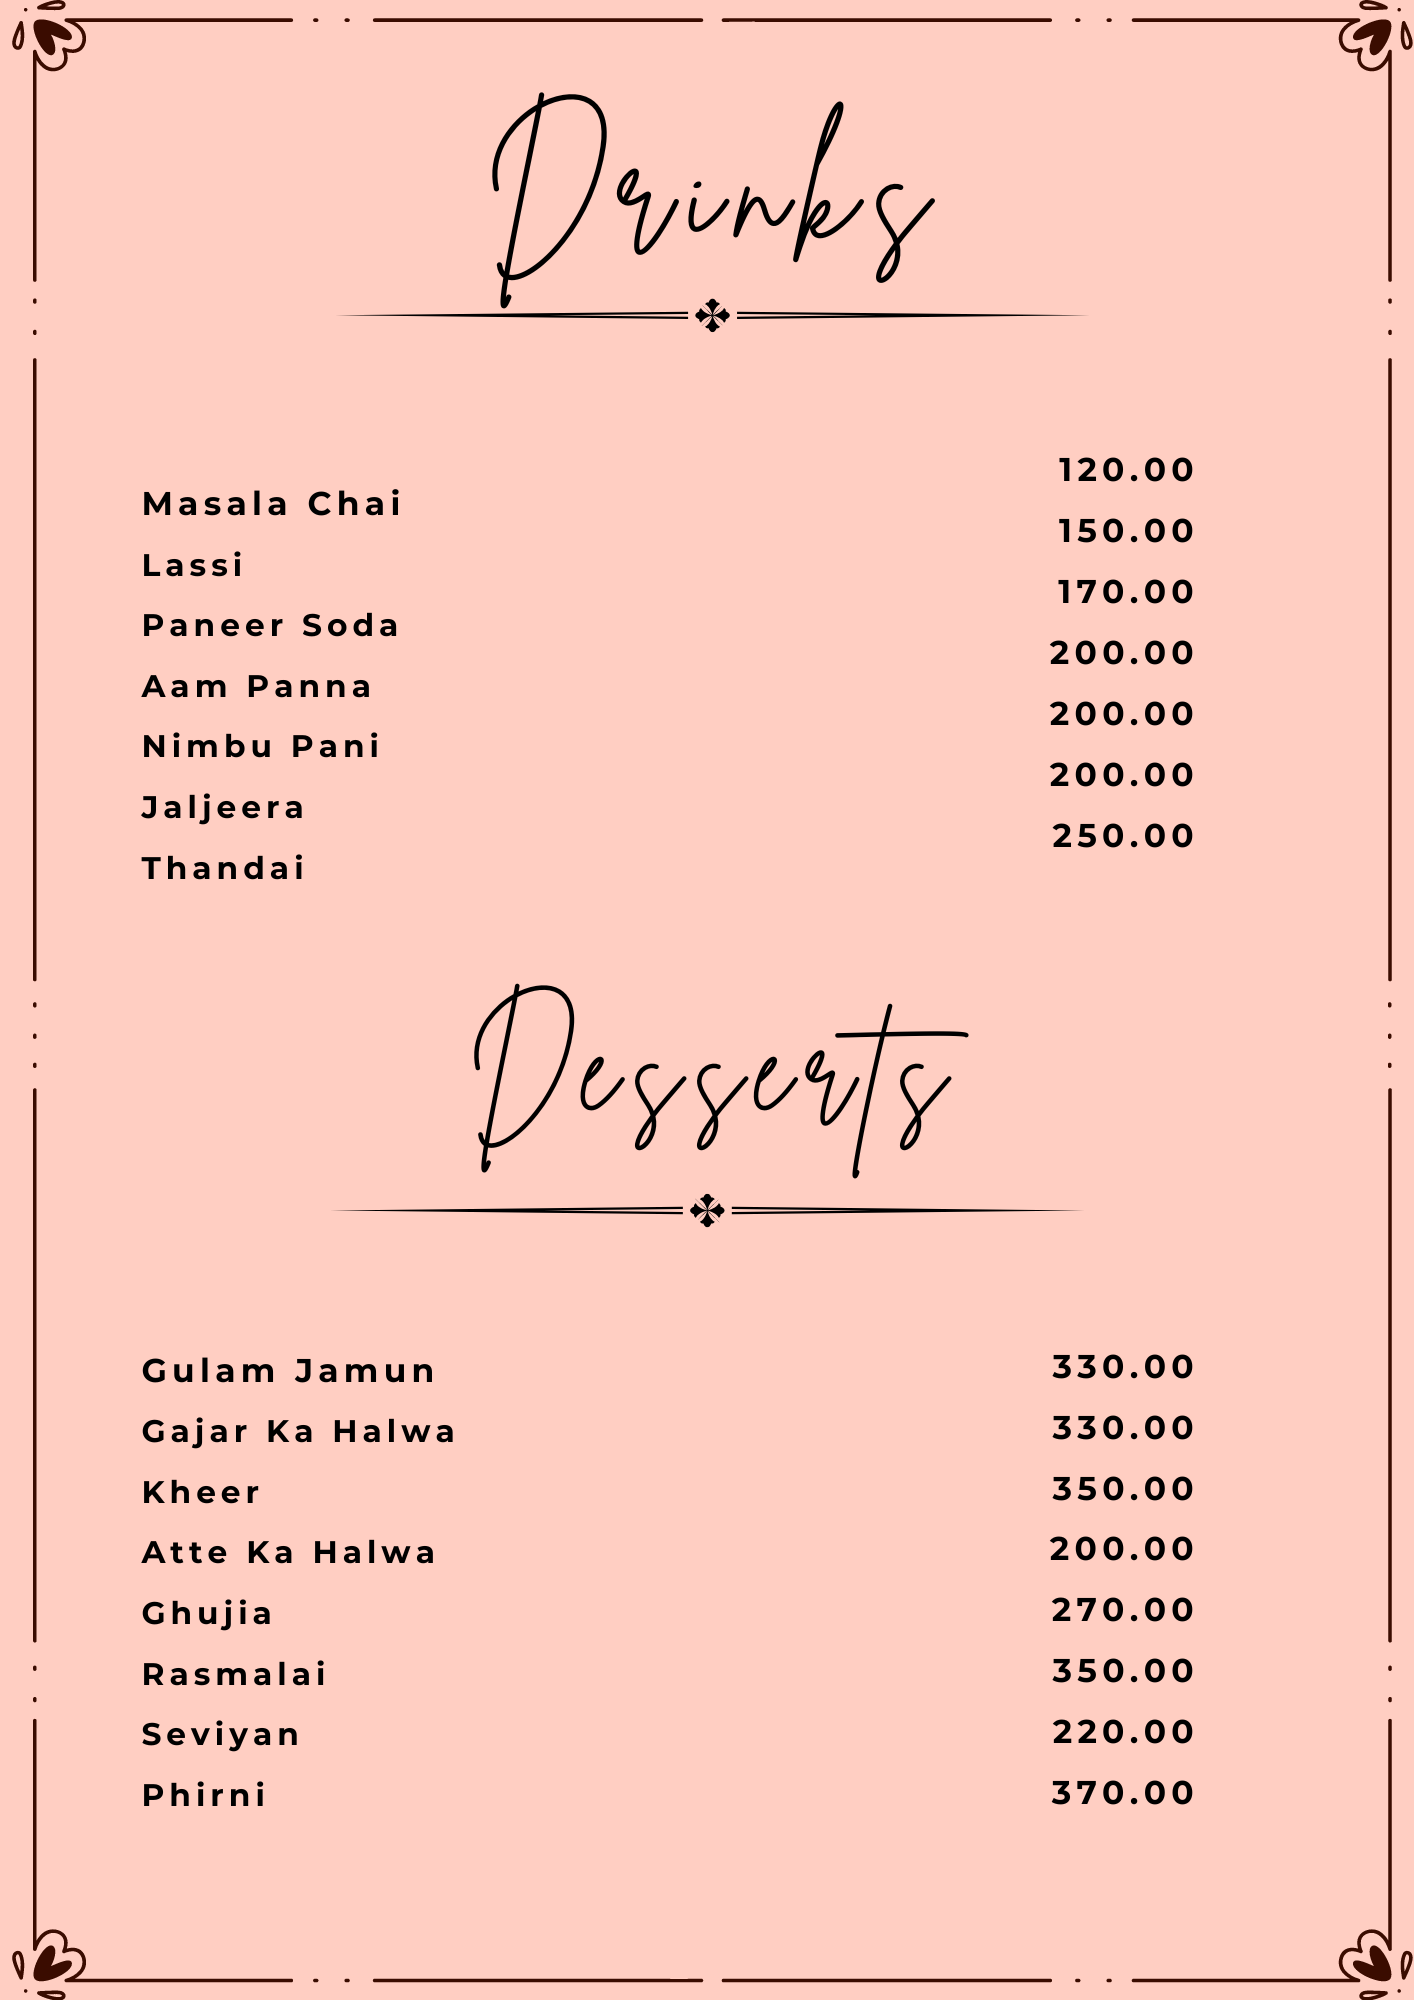 Drinks
Masala Chai 120.00
Lassi 150.00
Paneer Soda 170.00
Aam Panna 200.00
Nimbu Pani 200.00
Jaljeera 200.00
Thandai 250.00
Desserts
Gulam Jamun 330.00
Gajar Ka Halwa 330.00
Kheer 350.00
Atte Ka Halwa 200.00
Ghujia 270.00
Rasmalai 350.00
Seviyan 220.00
Phirni 370.00